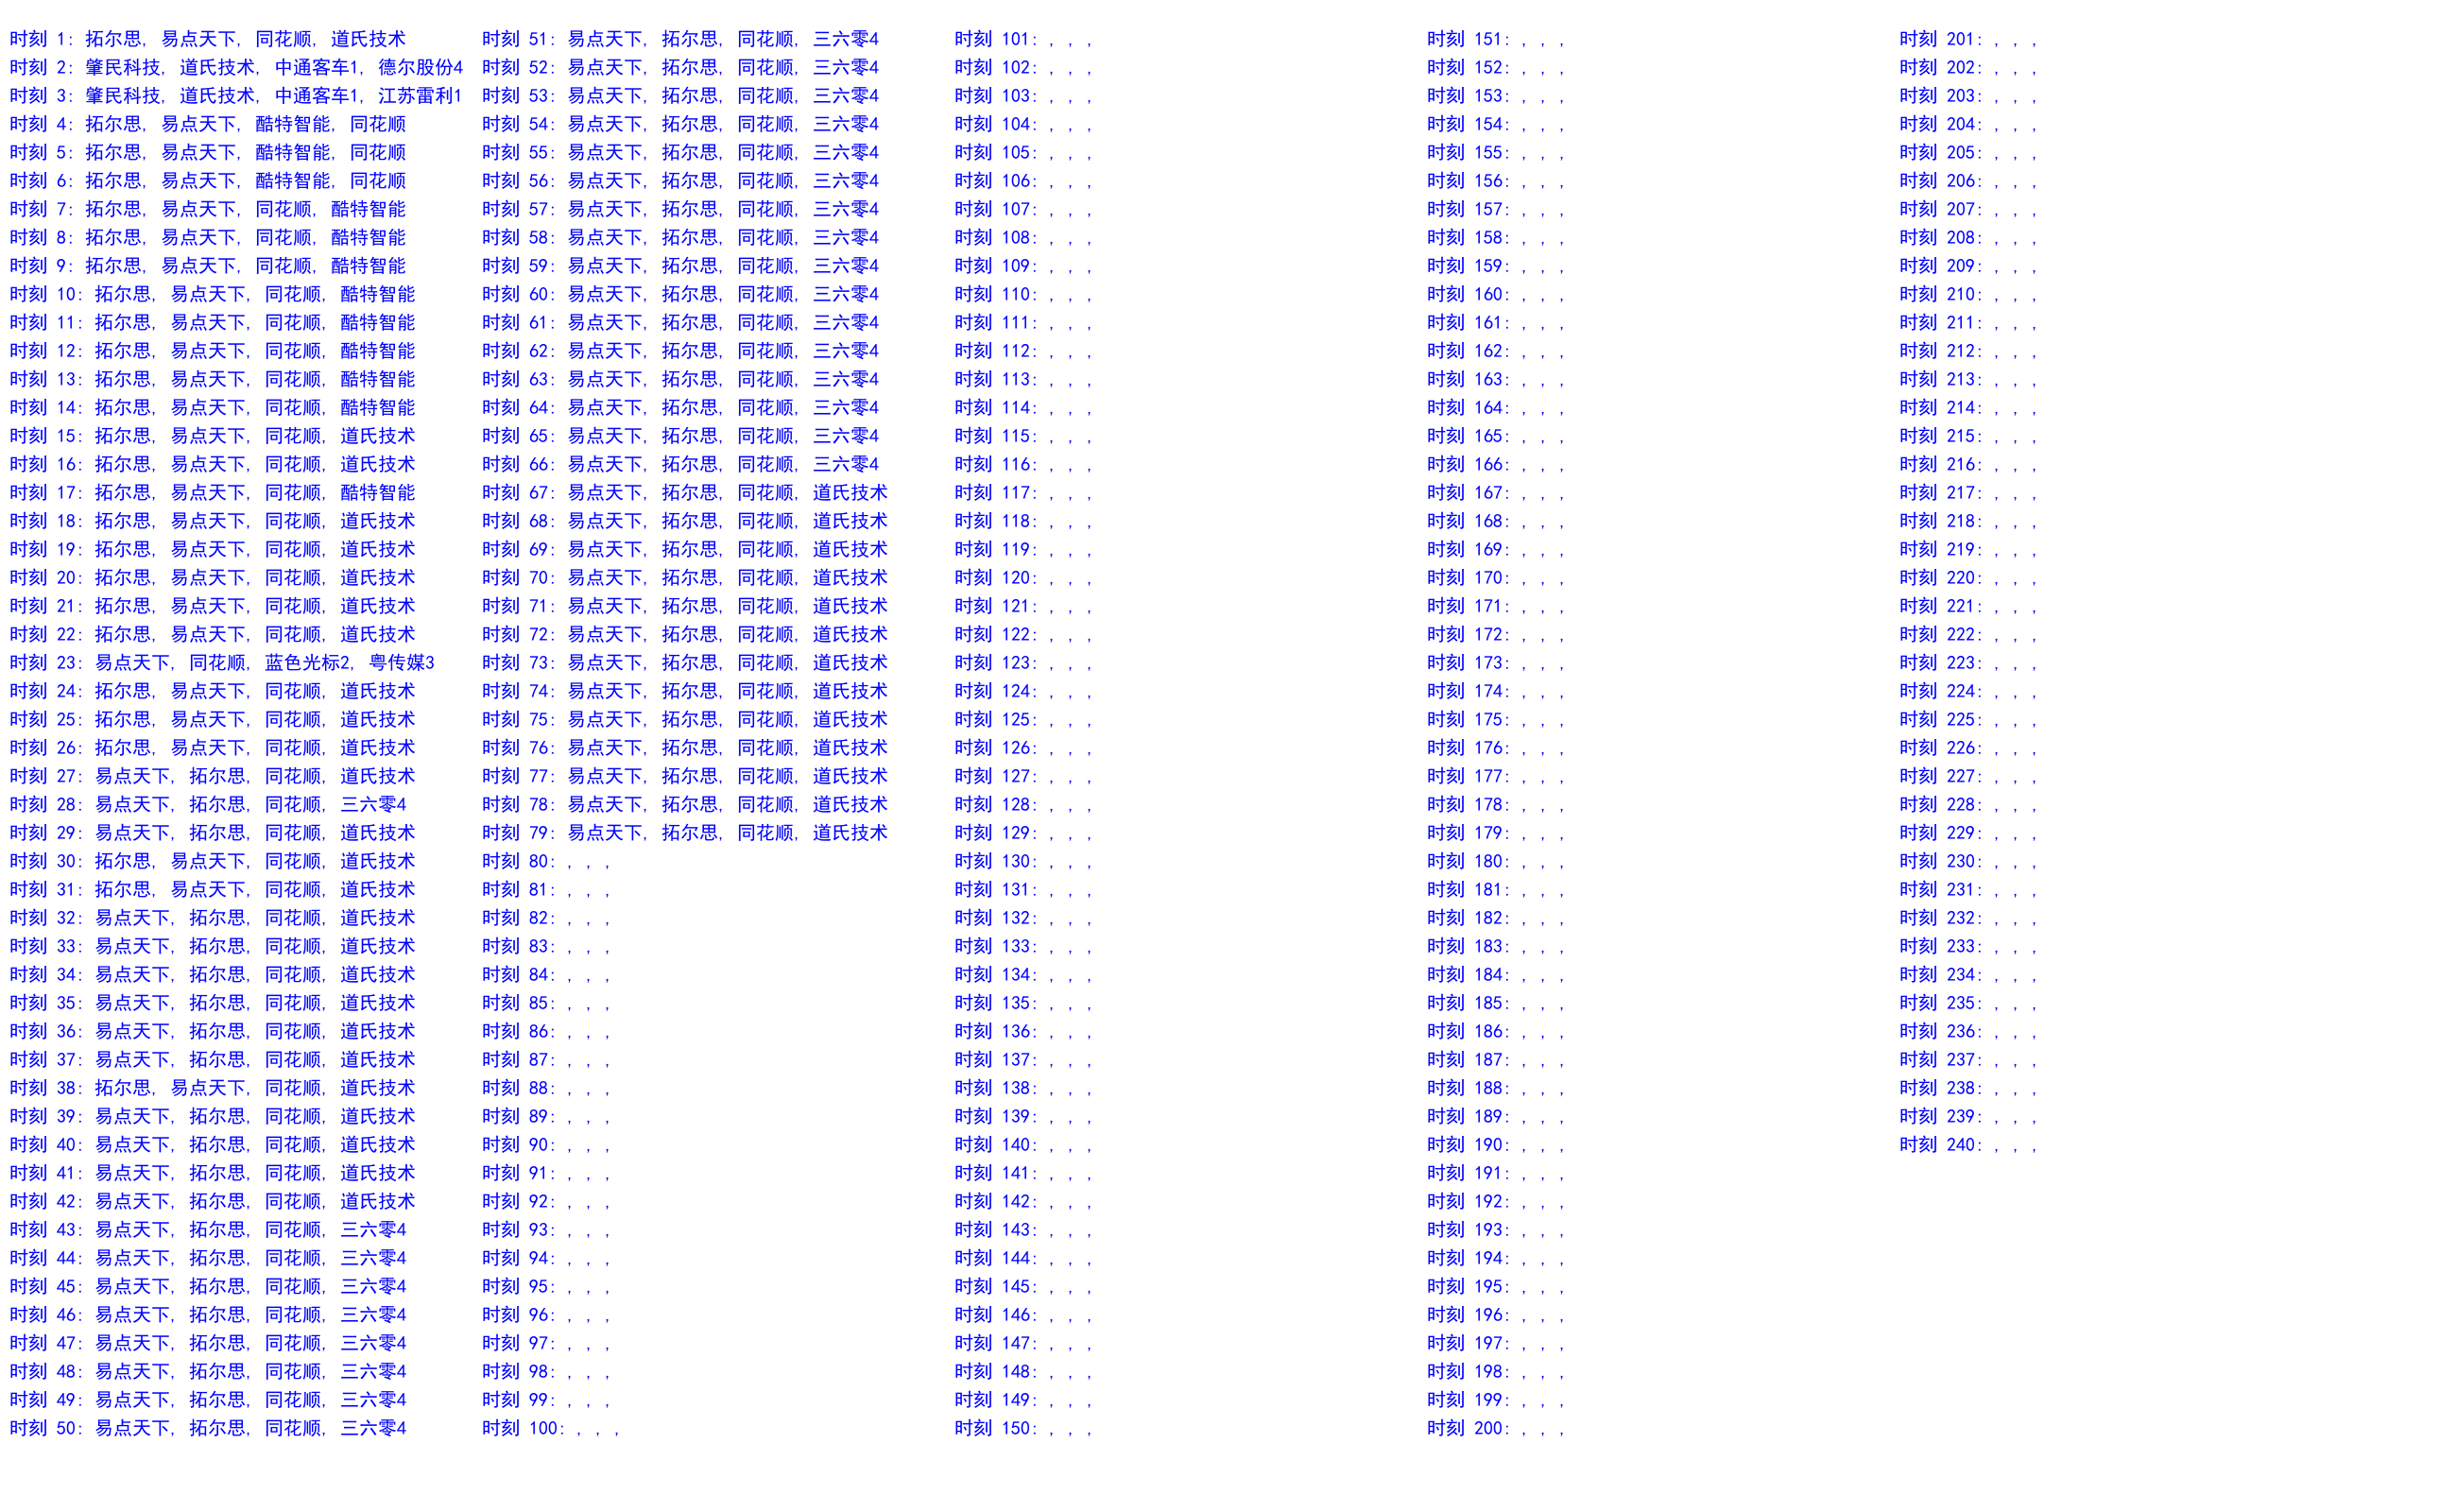 时刻 1: 拓尔思, 易点天下, 同花顺, 道氏技术
时刻 2: 肇民科技, 道氏技术, 中通客车1, 德尔股份4
时刻 3: 肇民科技, 道氏技术, 中通客车1, 江苏雷利1
时刻 4: 拓尔思, 易点天下, 酷特智能, 同花顺
时刻 5: 拓尔思, 易点天下, 酷特智能, 同花顺
时刻 6: 拓尔思, 易点天下, 酷特智能, 同花顺
时刻 7: 拓尔思, 易点天下, 同花顺, 酷特智能
时刻 8: 拓尔思, 易点天下, 同花顺, 酷特智能
时刻 9: 拓尔思, 易点天下, 同花顺, 酷特智能
时刻 10: 拓尔思, 易点天下, 同花顺, 酷特智能
时刻 11: 拓尔思, 易点天下, 同花顺, 酷特智能
时刻 12: 拓尔思, 易点天下, 同花顺, 酷特智能
时刻 13: 拓尔思, 易点天下, 同花顺, 酷特智能
时刻 14: 拓尔思, 易点天下, 同花顺, 酷特智能
时刻 15: 拓尔思, 易点天下, 同花顺, 道氏技术
时刻 16: 拓尔思, 易点天下, 同花顺, 道氏技术
时刻 17: 拓尔思, 易点天下, 同花顺, 酷特智能
时刻 18: 拓尔思, 易点天下, 同花顺, 道氏技术
时刻 19: 拓尔思, 易点天下, 同花顺, 道氏技术
时刻 20: 拓尔思, 易点天下, 同花顺, 道氏技术
时刻 21: 拓尔思, 易点天下, 同花顺, 道氏技术
时刻 22: 拓尔思, 易点天下, 同花顺, 道氏技术
时刻 23: 易点天下, 同花顺, 蓝色光标2, 粤传媒3
时刻 24: 拓尔思, 易点天下, 同花顺, 道氏技术
时刻 25: 拓尔思, 易点天下, 同花顺, 道氏技术
时刻 26: 拓尔思, 易点天下, 同花顺, 道氏技术
时刻 27: 易点天下, 拓尔思, 同花顺, 道氏技术
时刻 28: 易点天下, 拓尔思, 同花顺, 三六零4
时刻 29: 易点天下, 拓尔思, 同花顺, 道氏技术
时刻 30: 拓尔思, 易点天下, 同花顺, 道氏技术
时刻 31: 拓尔思, 易点天下, 同花顺, 道氏技术
时刻 32: 易点天下, 拓尔思, 同花顺, 道氏技术
时刻 33: 易点天下, 拓尔思, 同花顺, 道氏技术
时刻 34: 易点天下, 拓尔思, 同花顺, 道氏技术
时刻 35: 易点天下, 拓尔思, 同花顺, 道氏技术
时刻 36: 易点天下, 拓尔思, 同花顺, 道氏技术
时刻 37: 易点天下, 拓尔思, 同花顺, 道氏技术
时刻 38: 拓尔思, 易点天下, 同花顺, 道氏技术
时刻 39: 易点天下, 拓尔思, 同花顺, 道氏技术
时刻 40: 易点天下, 拓尔思, 同花顺, 道氏技术
时刻 41: 易点天下, 拓尔思, 同花顺, 道氏技术
时刻 42: 易点天下, 拓尔思, 同花顺, 道氏技术
时刻 43: 易点天下, 拓尔思, 同花顺, 三六零4
时刻 44: 易点天下, 拓尔思, 同花顺, 三六零4
时刻 45: 易点天下, 拓尔思, 同花顺, 三六零4
时刻 46: 易点天下, 拓尔思, 同花顺, 三六零4
时刻 47: 易点天下, 拓尔思, 同花顺, 三六零4
时刻 48: 易点天下, 拓尔思, 同花顺, 三六零4
时刻 49: 易点天下, 拓尔思, 同花顺, 三六零4
时刻 50: 易点天下, 拓尔思, 同花顺, 三六零4
时刻 51: 易点天下, 拓尔思, 同花顺, 三六零4
时刻 52: 易点天下, 拓尔思, 同花顺, 三六零4
时刻 53: 易点天下, 拓尔思, 同花顺, 三六零4
时刻 54: 易点天下, 拓尔思, 同花顺, 三六零4
时刻 55: 易点天下, 拓尔思, 同花顺, 三六零4
时刻 56: 易点天下, 拓尔思, 同花顺, 三六零4
时刻 57: 易点天下, 拓尔思, 同花顺, 三六零4
时刻 58: 易点天下, 拓尔思, 同花顺, 三六零4
时刻 59: 易点天下, 拓尔思, 同花顺, 三六零4
时刻 60: 易点天下, 拓尔思, 同花顺, 三六零4
时刻 61: 易点天下, 拓尔思, 同花顺, 三六零4
时刻 62: 易点天下, 拓尔思, 同花顺, 三六零4
时刻 63: 易点天下, 拓尔思, 同花顺, 三六零4
时刻 64: 易点天下, 拓尔思, 同花顺, 三六零4
时刻 65: 易点天下, 拓尔思, 同花顺, 三六零4
时刻 66: 易点天下, 拓尔思, 同花顺, 三六零4
时刻 67: 易点天下, 拓尔思, 同花顺, 道氏技术
时刻 68: 易点天下, 拓尔思, 同花顺, 道氏技术
时刻 69: 易点天下, 拓尔思, 同花顺, 道氏技术
时刻 70: 易点天下, 拓尔思, 同花顺, 道氏技术
时刻 71: 易点天下, 拓尔思, 同花顺, 道氏技术
时刻 72: 易点天下, 拓尔思, 同花顺, 道氏技术
时刻 73: 易点天下, 拓尔思, 同花顺, 道氏技术
时刻 74: 易点天下, 拓尔思, 同花顺, 道氏技术
时刻 75: 易点天下, 拓尔思, 同花顺, 道氏技术
时刻 76: 易点天下, 拓尔思, 同花顺, 道氏技术
时刻 77: 易点天下, 拓尔思, 同花顺, 道氏技术
时刻 78: 易点天下, 拓尔思, 同花顺, 道氏技术
时刻 79: 易点天下, 拓尔思, 同花顺, 道氏技术
时刻 80: , , ,
时刻 81: , , ,
时刻 82: , , ,
时刻 83: , , ,
时刻 84: , , ,
时刻 85: , , ,
时刻 86: , , ,
时刻 87: , , ,
时刻 88: , , ,
时刻 89: , , ,
时刻 90: , , ,
时刻 91: , , ,
时刻 92: , , ,
时刻 93: , , ,
时刻 94: , , ,
时刻 95: , , ,
时刻 96: , , ,
时刻 97: , , ,
时刻 98: , , ,
时刻 99: , , ,
时刻 100: , , ,
时刻 101: , , ,
时刻 102: , , ,
时刻 103: , , ,
时刻 104: , , ,
时刻 105: , , ,
时刻 106: , , ,
时刻 107: , , ,
时刻 108: , , ,
时刻 109: , , ,
时刻 110: , , ,
时刻 111: , , ,
时刻 112: , , ,
时刻 113: , , ,
时刻 114: , , ,
时刻 115: , , ,
时刻 116: , , ,
时刻 117: , , ,
时刻 118: , , ,
时刻 119: , , ,
时刻 120: , , ,
时刻 121: , , ,
时刻 122: , , ,
时刻 123: , , ,
时刻 124: , , ,
时刻 125: , , ,
时刻 126: , , ,
时刻 127: , , ,
时刻 128: , , ,
时刻 129: , , ,
时刻 130: , , ,
时刻 131: , , ,
时刻 132: , , ,
时刻 133: , , ,
时刻 134: , , ,
时刻 135: , , ,
时刻 136: , , ,
时刻 137: , , ,
时刻 138: , , ,
时刻 139: , , ,
时刻 140: , , ,
时刻 141: , , ,
时刻 142: , , ,
时刻 143: , , ,
时刻 144: , , ,
时刻 145: , , ,
时刻 146: , , ,
时刻 147: , , ,
时刻 148: , , ,
时刻 149: , , ,
时刻 150: , , ,
时刻 151: , , ,
时刻 152: , , ,
时刻 153: , , ,
时刻 154: , , ,
时刻 155: , , ,
时刻 156: , , ,
时刻 157: , , ,
时刻 158: , , ,
时刻 159: , , ,
时刻 160: , , ,
时刻 161: , , ,
时刻 162: , , ,
时刻 163: , , ,
时刻 164: , , ,
时刻 165: , , ,
时刻 166: , , ,
时刻 167: , , ,
时刻 168: , , ,
时刻 169: , , ,
时刻 170: , , ,
时刻 171: , , ,
时刻 172: , , ,
时刻 173: , , ,
时刻 174: , , ,
时刻 175: , , ,
时刻 176: , , ,
时刻 177: , , ,
时刻 178: , , ,
时刻 179: , , ,
时刻 180: , , ,
时刻 181: , , ,
时刻 182: , , ,
时刻 183: , , ,
时刻 184: , , ,
时刻 185: , , ,
时刻 186: , , ,
时刻 187: , , ,
时刻 188: , , ,
时刻 189: , , ,
时刻 190: , , ,
时刻 191: , , ,
时刻 192: , , ,
时刻 193: , , ,
时刻 194: , , ,
时刻 195: , , ,
时刻 196: , , ,
时刻 197: , , ,
时刻 198: , , ,
时刻 199: , , ,
时刻 200: , , ,
时刻 201: , , ,
时刻 202: , , ,
时刻 203: , , ,
时刻 204: , , ,
时刻 205: , , ,
时刻 206: , , ,
时刻 207: , , ,
时刻 208: , , ,
时刻 209: , , ,
时刻 210: , , ,
时刻 211: , , ,
时刻 212: , , ,
时刻 213: , , ,
时刻 214: , , ,
时刻 215: , , ,
时刻 216: , , ,
时刻 217: , , ,
时刻 218: , , ,
时刻 219: , , ,
时刻 220: , , ,
时刻 221: , , ,
时刻 222: , , ,
时刻 223: , , ,
时刻 224: , , ,
时刻 225: , , ,
时刻 226: , , ,
时刻 227: , , ,
时刻 228: , , ,
时刻 229: , , ,
时刻 230: , , ,
时刻 231: , , ,
时刻 232: , , ,
时刻 233: , , ,
时刻 234: , , ,
时刻 235: , , ,
时刻 236: , , ,
时刻 237: , , ,
时刻 238: , , ,
时刻 239: , , ,
时刻 240: , , ,